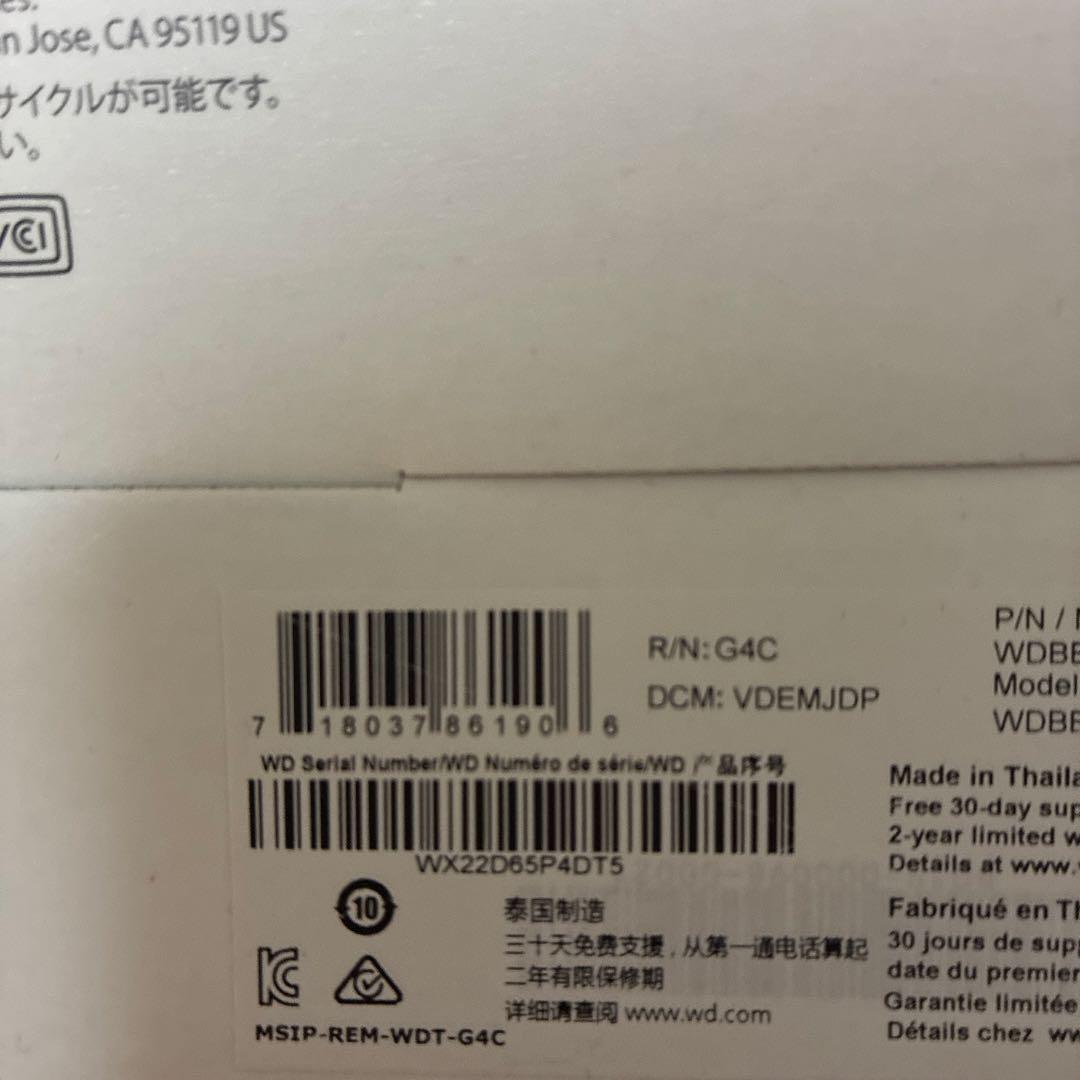 es.
n Jose, CA 95119 US
サイクルが可能です。
い。
VCCI
7 18037 86190 6
R/N: G4C
DCM: VDEMJDP
P/N /
WDBE
Model
WDBE
WD Serial Number/WD Numéro de série/WD 产品序号
WX22D65P4DT5
10
泰国制造
三十天免费支援，从第一通电话算起
二年有限保修期
详细请查阅 www.wd.com
MSIP-REM-WDT-G4C
Made in Thaila
Free 30-day sup
2-year limited w
Details at www.
Fabriqué en Th
30 jours de supp
date du premier
Garantie limitée
Détails chez ww